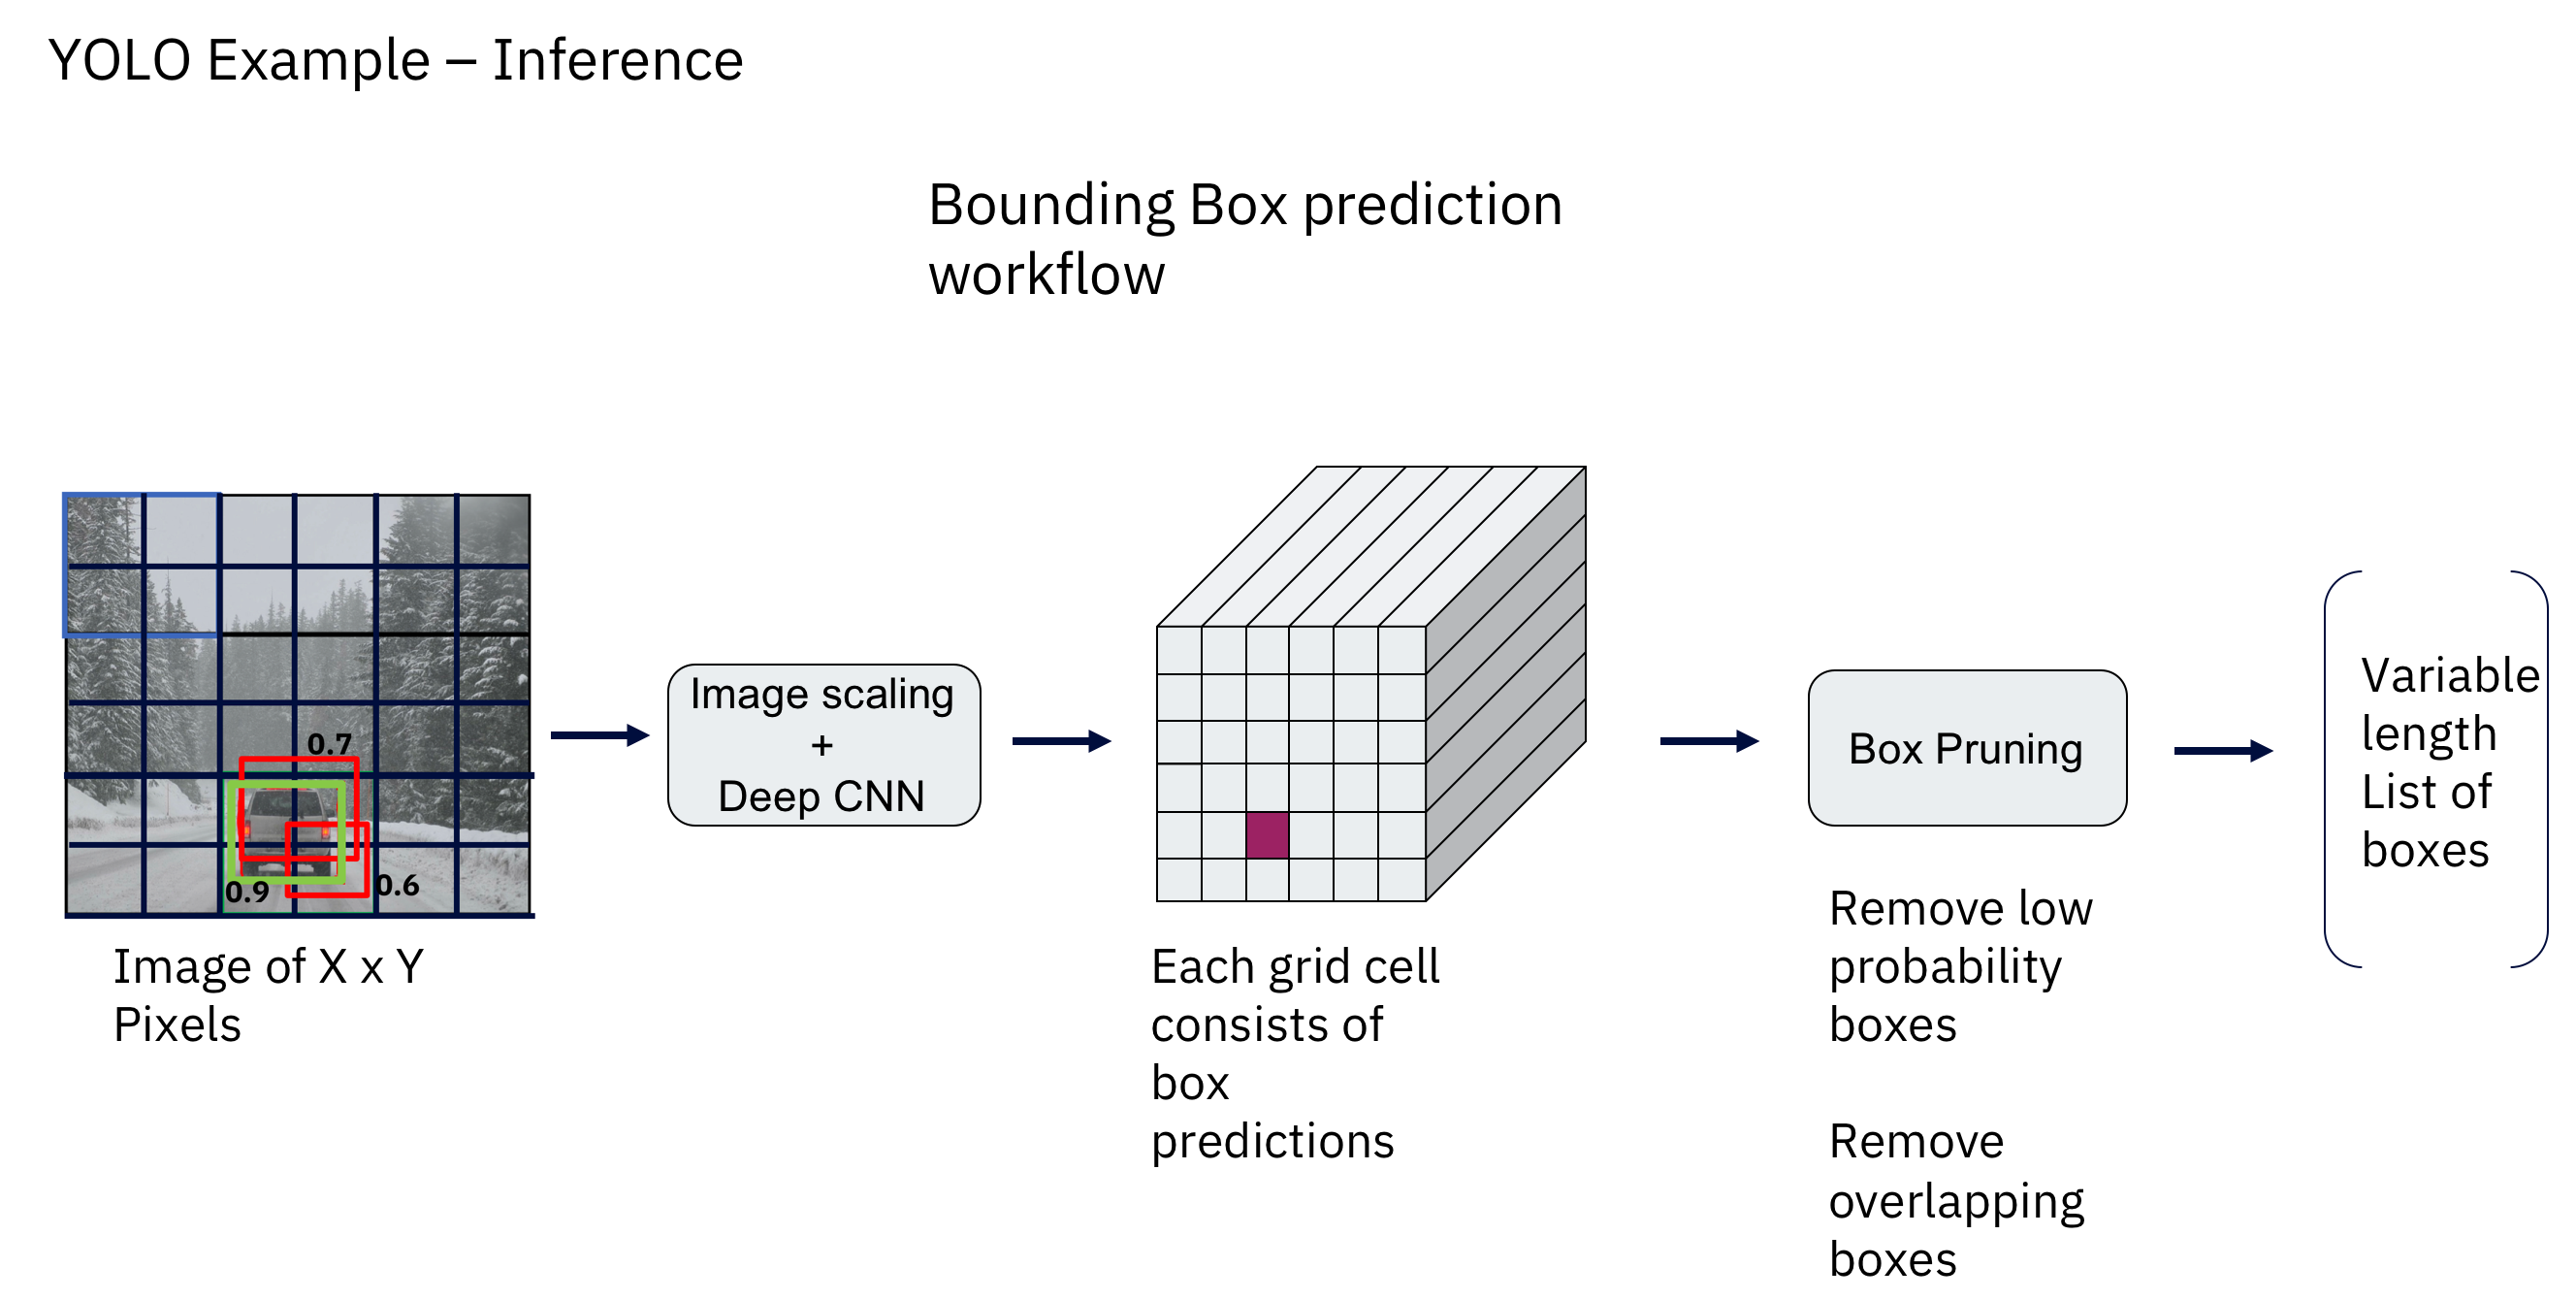 YOLO Example – Inference
Bounding Box prediction
workflow
0.7
0.9
0.6
Image of X x Y
Pixels
Image scaling
+
Deep CNN
Each grid cell
consists of
box
predictions
Box Pruning
Remove low
probability
boxes
Remove
overlapping
boxes
Variable
length
List of
boxes